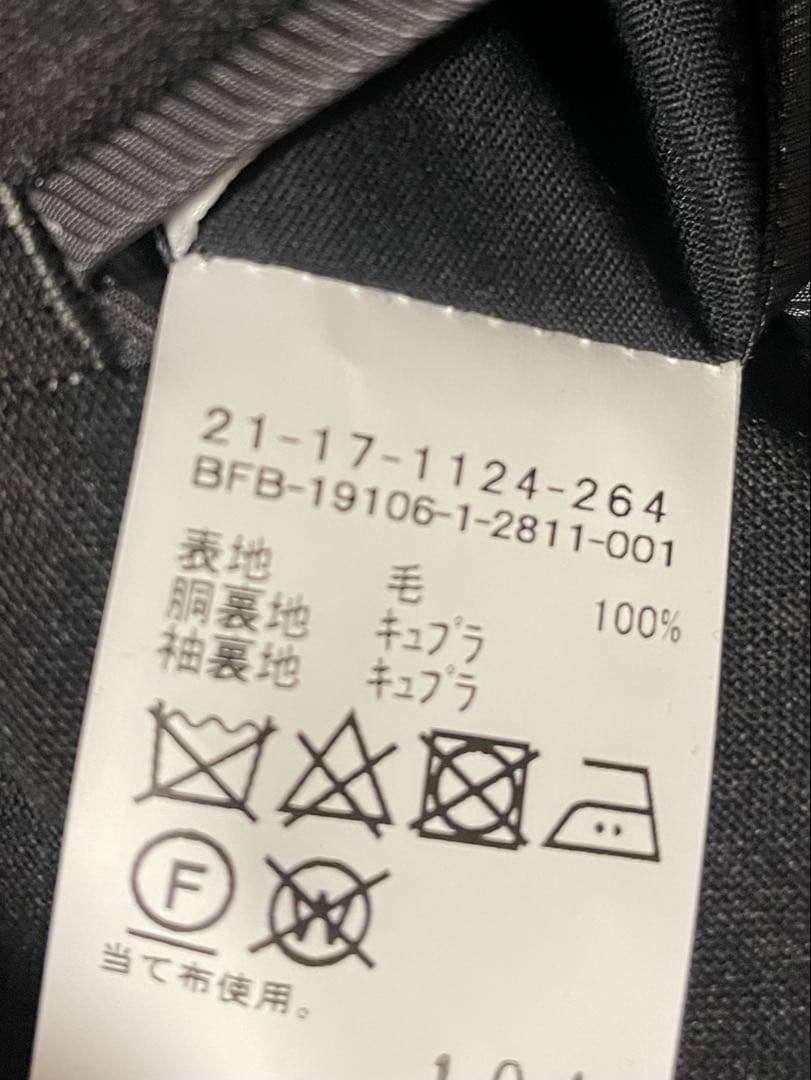 21-17-1124-264
BFB-19106-1-2811-001
表地 毛 100%
胴裏地 キュプラ
袖裏地 キュプラ
F W
当て布使用。